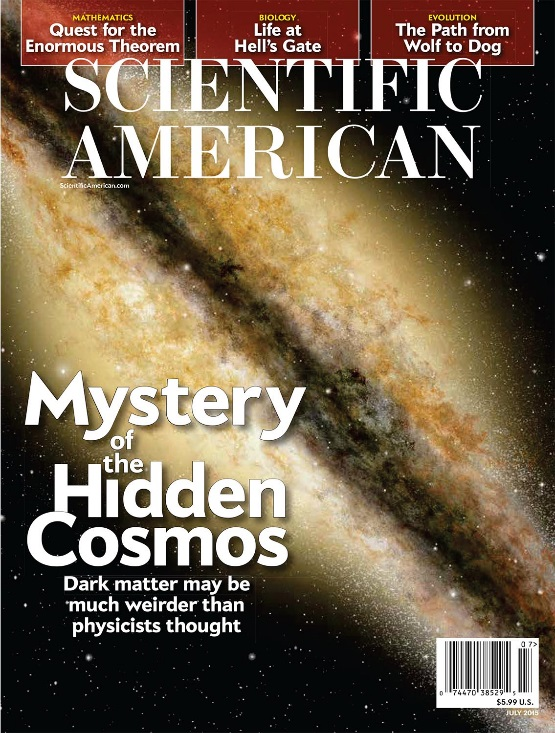 MATHEMATICS
Quest for the
Enormous Theorem
BIOLOGY
Life at
Hell's Gate
EVOLUTION
The Path from
Wolf to Dog
SCIENTIFIC
AMERICAN
ScientificAmerican.com
Mystery
of
the
Hidden
Cosmos
Dark matter may be
much weirder than
physicists thought
07>
0 74470 38529 5
$5.99 U.S.
JULY 2015